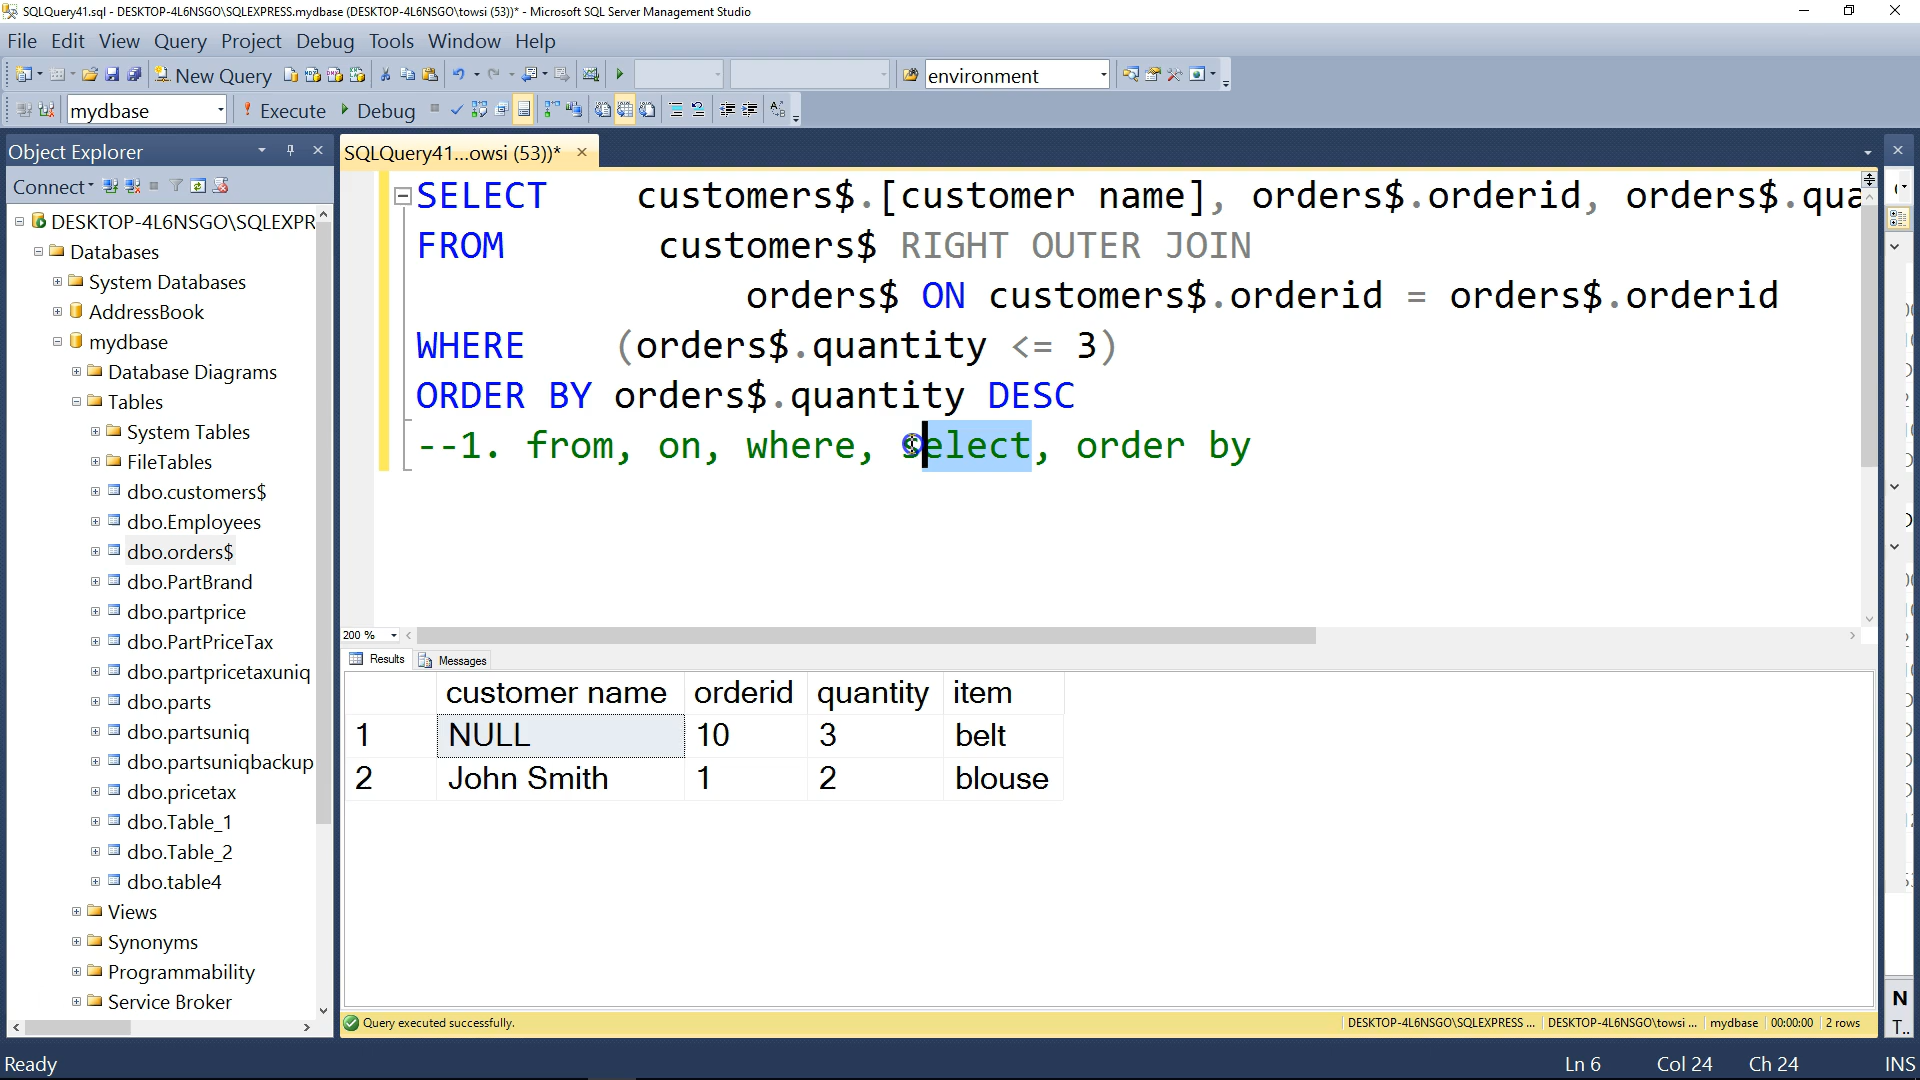 SQLQuery41.sql - DESKTOP-4L6NSGO\SQLEXPRESS.mydbase (DESKTOP-4L6NSGO\towsi (53))* - Microsoft SQL Server Management Studio
File Edit View Query Project Debug Tools Window Help
New Query environment
mydbase Execute Debug
Object Explorer
SQLQuery41...owsi (53))*
Connect
DESKTOP-4L6NSGO\SQLEXPR
Databases
System Databases
AddressBook
mydbase
Database Diagrams
Tables
System Tables
FileTables
dbo.customers$
dbo.Employees
dbo.orders$
dbo.PartBrand
dbo.partprice
dbo.PartPriceTax
dbo.partpricetaxuniq
dbo.parts
dbo.partsuniq
dbo.partsuniqbackup
dbo.pricetax
dbo.Table_1
dbo.Table_2
dbo.table4
Views
Synonyms
Programmability
Service Broker
SELECT customers$.[customer name], orders$.orderid, orders$.qua
FROM customers$ RIGHT OUTER JOIN
orders$ ON customers$.orderid = orders$.orderid
WHERE (orders$.quantity <= 3)
ORDER BY orders$.quantity DESC
--1. from, on, where, select, order by
200 %
Results Messages
customer name orderid quantity item
1 NULL 10 3 belt
2 John Smith 1 2 blouse
Query executed successfully. DESKTOP-4L6NSGO\SQLEXPRESS ... DESKTOP-4L6NSGO\towsi ... mydbase 00:00:00 2 rows
N
T..
Ready Ln 6 Col 24 Ch 24 INS